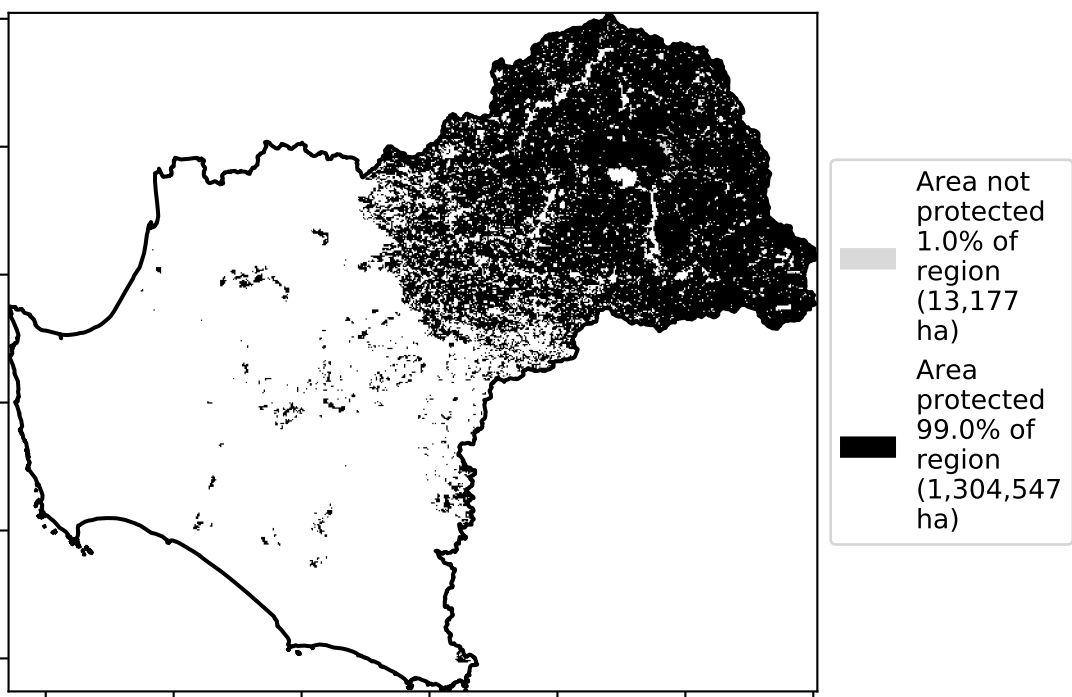 Area not
protected
1.0% of
region
(13,177
ha)
Area
protected
99.0% of
region
(1,304,547
ha)